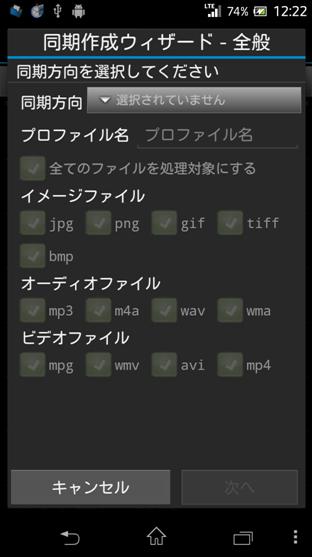 LTE 74% 12:22
同期作成ウィザード - 全般
同期方向を選択してください
同期方向 選択されていません
プロファイル名 プロファイル名
全てのファイルを処理対象にする
イメージファイル
jpg png gif tiff
bmp
オーディオファイル
mp3 m4a wav wma
ビデオファイル
mpg wmv avi mp4
キャンセル 次へ